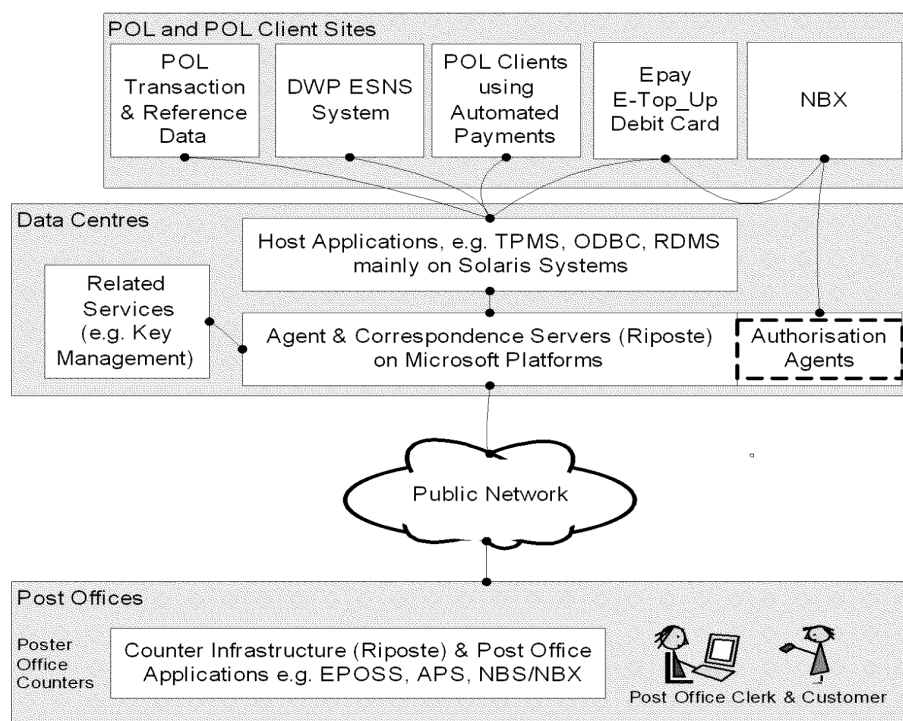 POL and POL Client Sites
POL
Transaction
& Reference
Data
DWP ESNS
System
POL Clients
using
Automated
Payments
Epay
E-Top_Up
Debit Card
NBX
Data Centres
Host Applications, e.g. TPMS, ODBC, RDMS
mainly on Solaris Systems
Related
Services
(e.g. Key
Management)
Agent & Correspondence Servers (Riposte)
on Microsoft Platforms
Authorisation
Agents
Public Network
Post Offices
Poster
Office
Counters
Counter Infrastructure (Riposte) & Post Office
Applications e.g. EPOSS, APS, NBS/NBX
Post Office Clerk & Customer